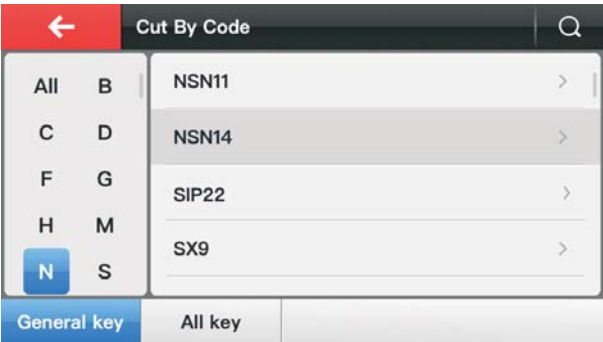 Cut By Code
All B
C D
F G
H M
N S
NSN11
NSN14
SIP22
SX9
General key All key